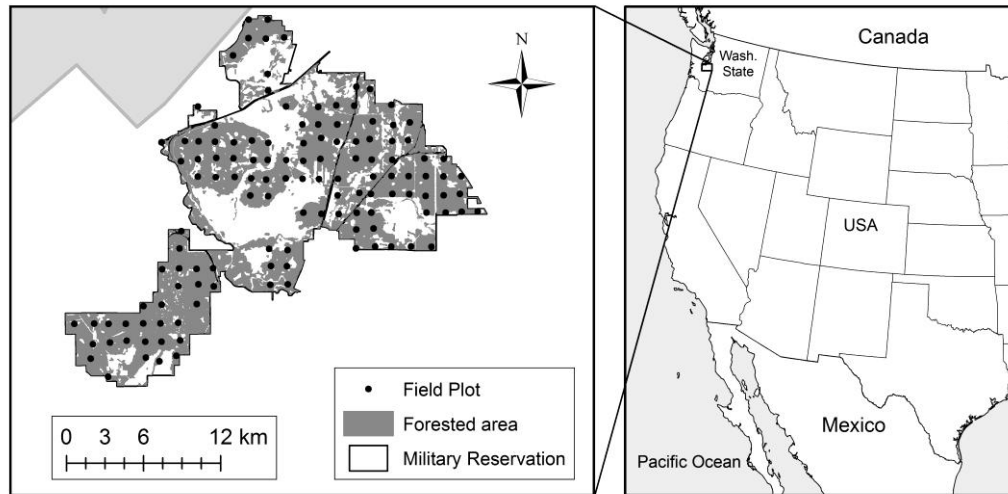 N
Field Plot
Forested area
Military Reservation
0 3 6 12 km
Canada
Wash.
State
USA
Mexico
Pacific Ocean